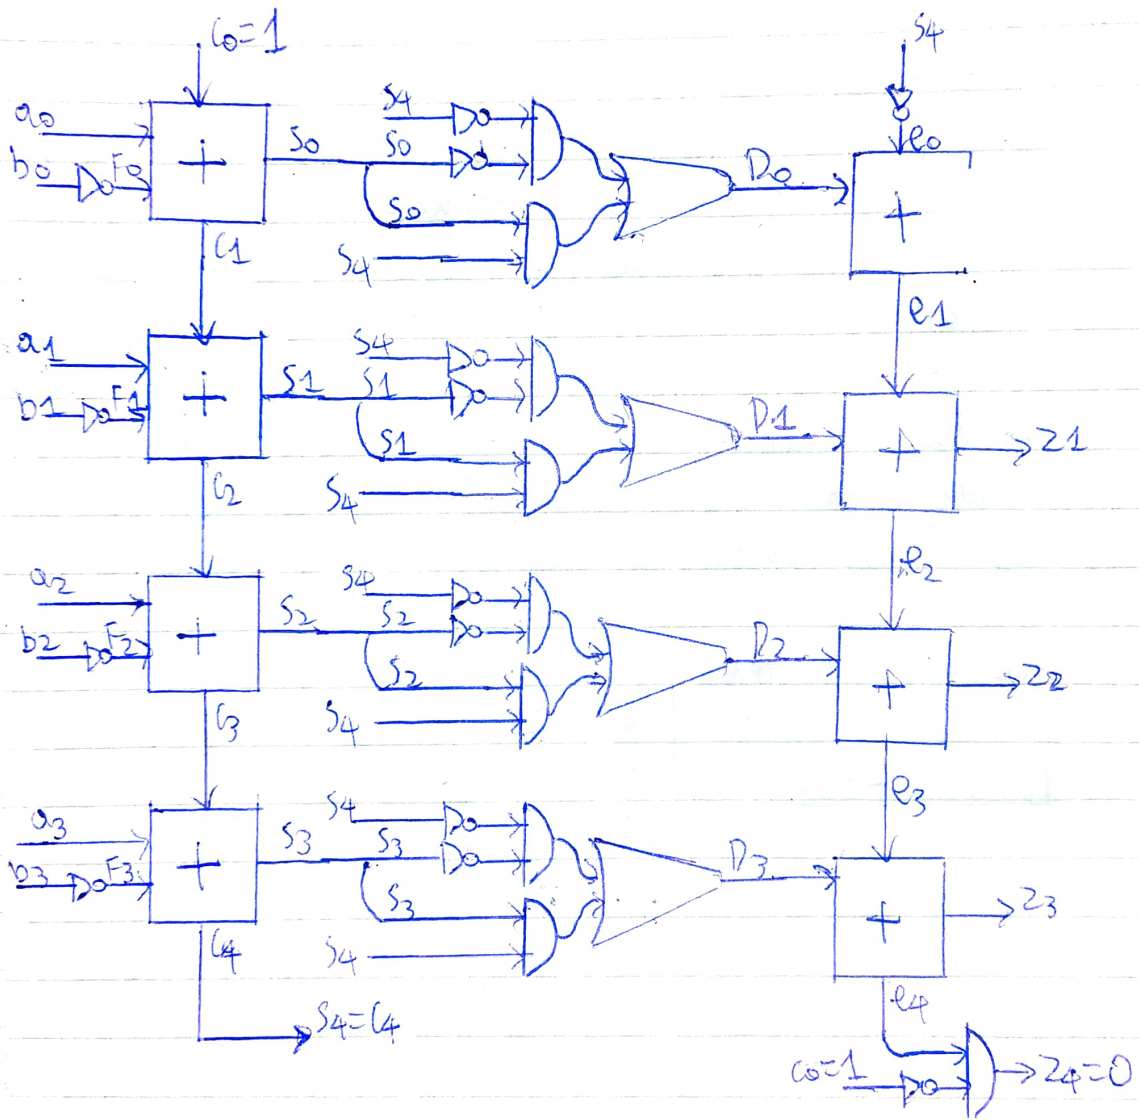 c0=1
S4
a0
b0
F0
+
S0
S4
S0
S0
S4
D0
e0
+
C1
e1
a1
b1
F1
+
S1
S4
S1
S1
S4
D1
+
Z1
C2
e2
a2
b2
F2
+
S2
S4
S2
S2
S4
D2
+
Z2
C3
e3
a3
b3
F3
+
S3
S4
S3
S3
S4
D3
+
Z3
C4
S4=C4
e4
c0=1
Z4=0